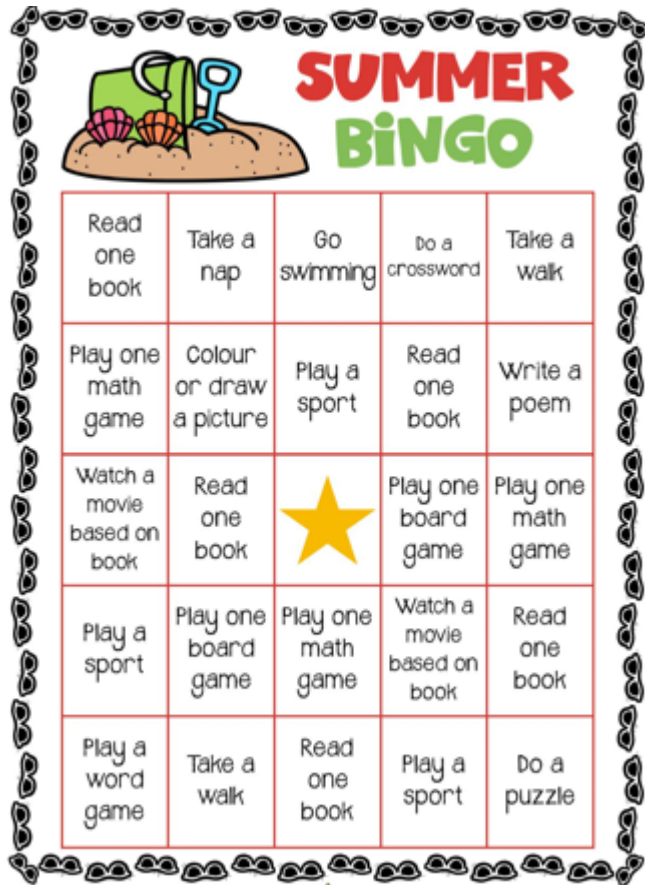 SUMMER
BiNGO
Read
one
book
Take a
nap
Go
swimming
Do a
crossword
Take a
walk
Play one
math
game
Colour
or draw
a picture
Play a
sport
Read
one
book
Write a
poem
Watch a
movie
based on
book
Read
one
book
Play one
board
game
Play one
math
game
Play a
sport
Play one
board
game
Play one
math
game
Watch a
movie
based on
book
Read
one
book
Play a
word
game
Take a
walk
Read
one
book
Play a
sport
Do a
puzzle